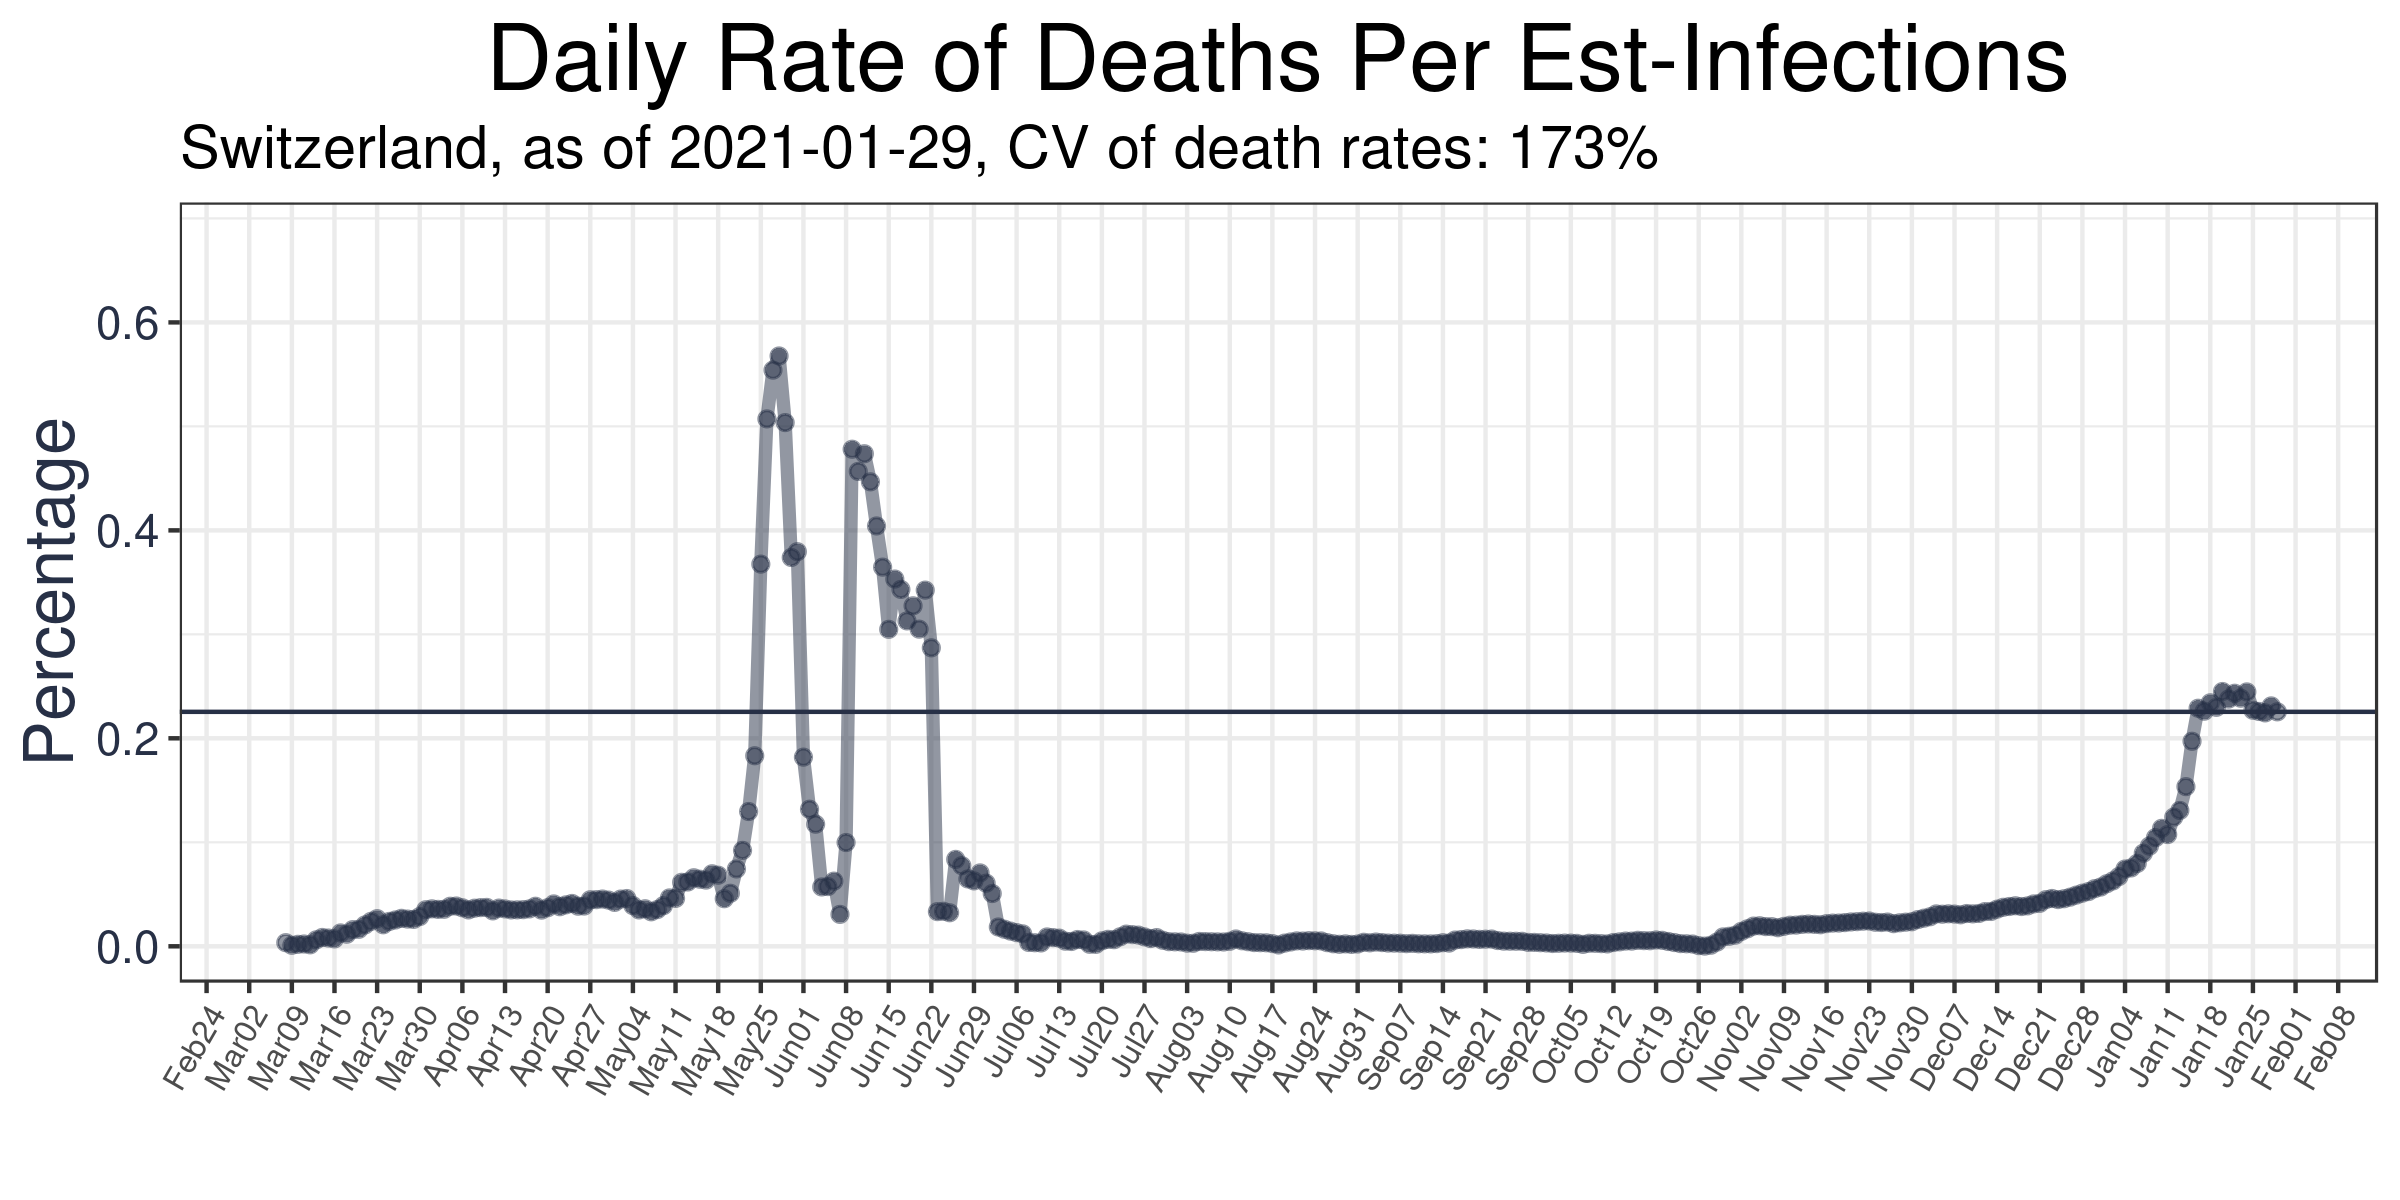 Daily Rate of Deaths Per Est-Infections
Switzerland, as of 2021-01-29, CV of death rates: 173%
Percentage
0.6
0.4
0.2
0.0
Feb24
Mar02
Mar09
Mar16
Mar23
Mar30
Apr06
Apr13
Apr20
Apr27
May04
May11
May18
May25
Jun01
Jun08
Jun15
Jun22
Jun29
Jul06
Jul13
Jul20
Jul27
Aug03
Aug10
Aug17
Aug24
Aug31
Sep07
Sep14
Sep21
Sep28
Oct05
Oct12
Oct19
Oct26
Nov02
Nov09
Nov16
Nov23
Nov30
Dec07
Dec14
Dec21
Dec28
Jan04
Jan11
Jan18
Jan25
Feb01
Feb08